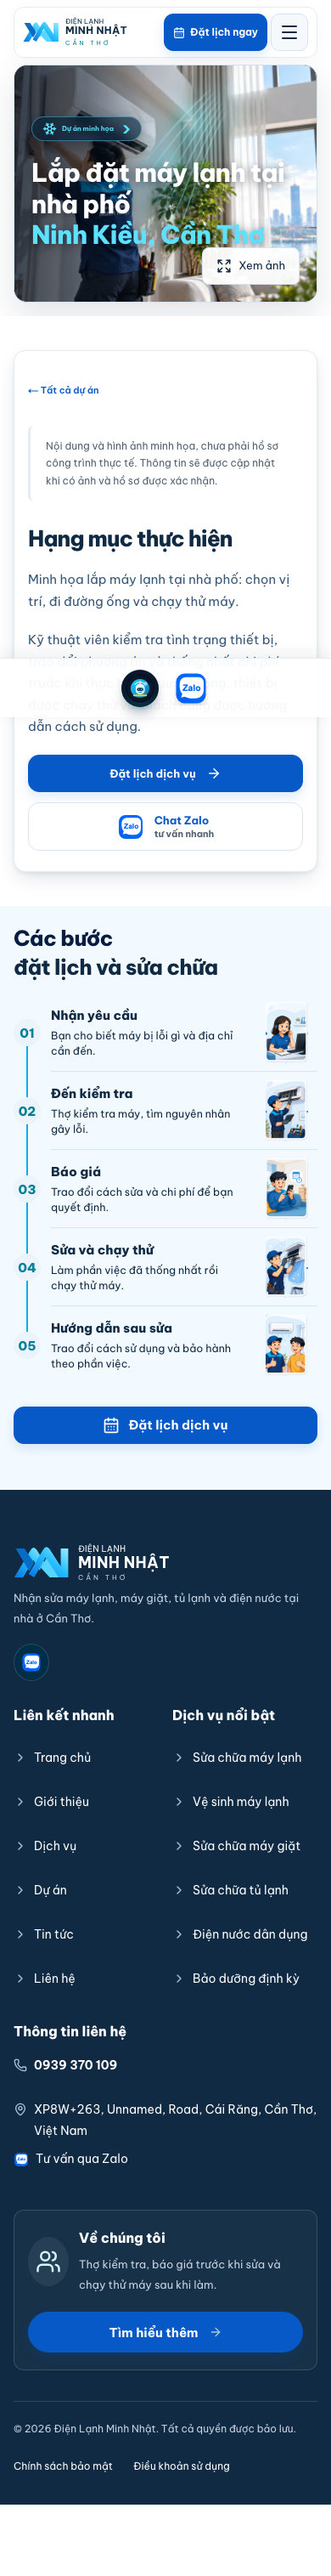 ĐIỆN LẠNH
MINH NHẬT
CẦN THƠ
Đặt lịch ngay
Dự án minh họa
Lắp đặt máy lạnh tại
nhà phố
Ninh Kiều, Cần Thơ
Xem ảnh
← Tất cả dự án
Nội dung và hình ảnh minh họa, chưa phải hồ sơ
công trình thực tế. Thông tin sẽ được cập nhật
khi có ảnh và hồ sơ được xác nhận.
Hạng mục thực hiện
Minh họa lắp máy lạnh tại nhà phố: chọn vị
trí, đi đường ống và chạy thử máy.
Kỹ thuật viên kiểm tra tình trạng thiết bị,
Zalo
dẫn cách sử dụng.
Đặt lịch dịch vụ →
Zalo
Chat Zalo
tư vấn nhanh
Các bước
đặt lịch và sửa chữa
01
Nhận yêu cầu
Bạn cho biết máy bị lỗi gì và địa chỉ
cần đến.
02
Đến kiểm tra
Thợ kiểm tra máy, tìm nguyên nhân
gây lỗi.
03
Báo giá
Trao đổi cách sửa và chi phí để bạn
quyết định.
04
Sửa và chạy thử
Làm phần việc đã thống nhất rồi
chạy thử máy.
05
Hướng dẫn sau sửa
Trao đổi cách sử dụng và bảo hành
theo phần việc.
Đặt lịch dịch vụ
ĐIỆN LẠNH
MINH NHẬT
CẦN THƠ
Nhận sửa máy lạnh, máy giặt, tủ lạnh và điện nước tại
nhà ở Cần Thơ.
Zalo
Liên kết nhanh
Trang chủ
Giới thiệu
Dịch vụ
Dự án
Tin tức
Liên hệ
Dịch vụ nổi bật
Sửa chữa máy lạnh
Vệ sinh máy lạnh
Sửa chữa máy giặt
Sửa chữa tủ lạnh
Điện nước dân dụng
Bảo dưỡng định kỳ
Thông tin liên hệ
0939 370 109
XP8W+263, Unnamed, Road, Cái Răng, Cần Thơ,
Việt Nam
Zalo
Tư vấn qua Zalo
Về chúng tôi
Thợ kiểm tra, báo giá trước khi sửa và
chạy thử máy sau khi làm.
Tìm hiểu thêm →
© 2026 Điện Lạnh Minh Nhật. Tất cả quyền được bảo lưu.
Chính sách bảo mật
Điều khoản sử dụng